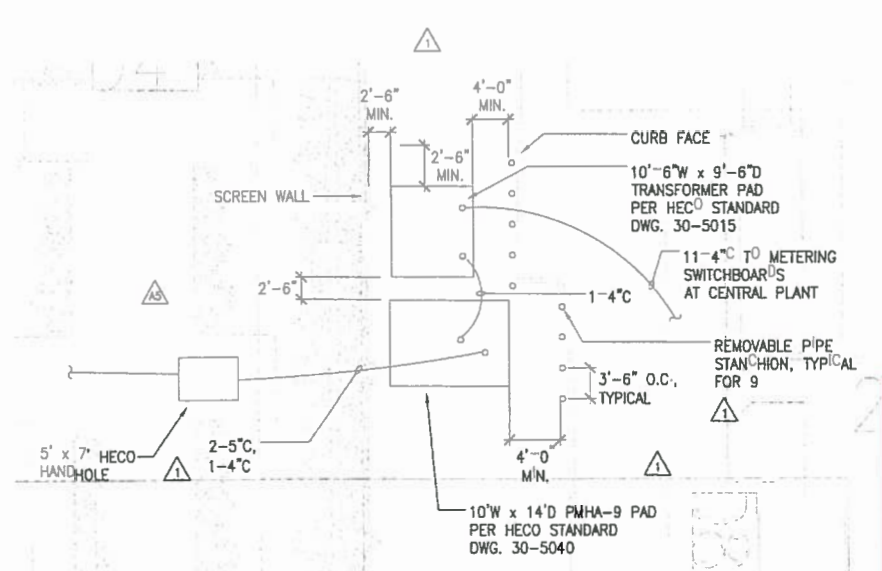 1
2'-6"
MIN.
4'-0"
MIN.
2'-6"
MIN.
CURB FACE
10'-6"W x 9'-6"D
TRANSFORMER PAD
PER HECO STANDARD
DWG. 30-5015
SCREEN WALL
11-4"C TO METERING
SWITCHBOARDS
AT CENTRAL PLANT
A5
2'-6"
1-4"C
REMOVABLE PIPE
STANCHION, TYPICAL
FOR 9
1
3'-6" O.C.,
TYPICAL
5' x 7' HECO
HANDHOLE
1
2-5"C,
1-4"C
4'-0
MIN.
1
10'W x 14'D PMHA-9 PAD
PER HECO STANDARD
DWG. 30-5040
2